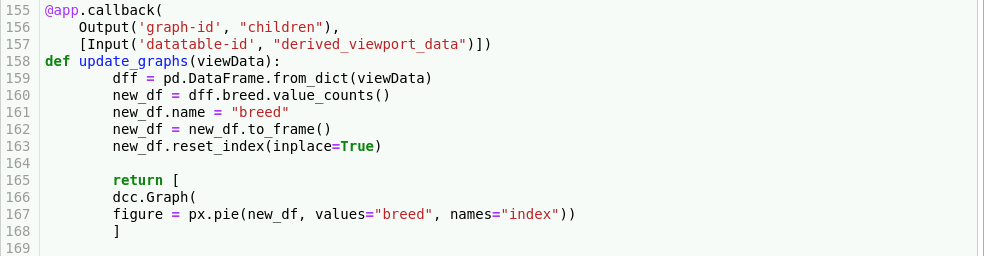 155 @app.callback(
156     Output('graph-id', "children"),
157     [Input('datatable-id', "derived_viewport_data")])
158 def update_graphs(viewData):
159         dff = pd.DataFrame.from_dict(viewData)
160         new_df = dff.breed.value_counts()
161         new_df.name = "breed"
162         new_df = new_df.to_frame()
163         new_df.reset_index(inplace=True)
164
165         return [
166         dcc.Graph(
167         figure = px.pie(new_df, values="breed", names="index"))
168         ]
169